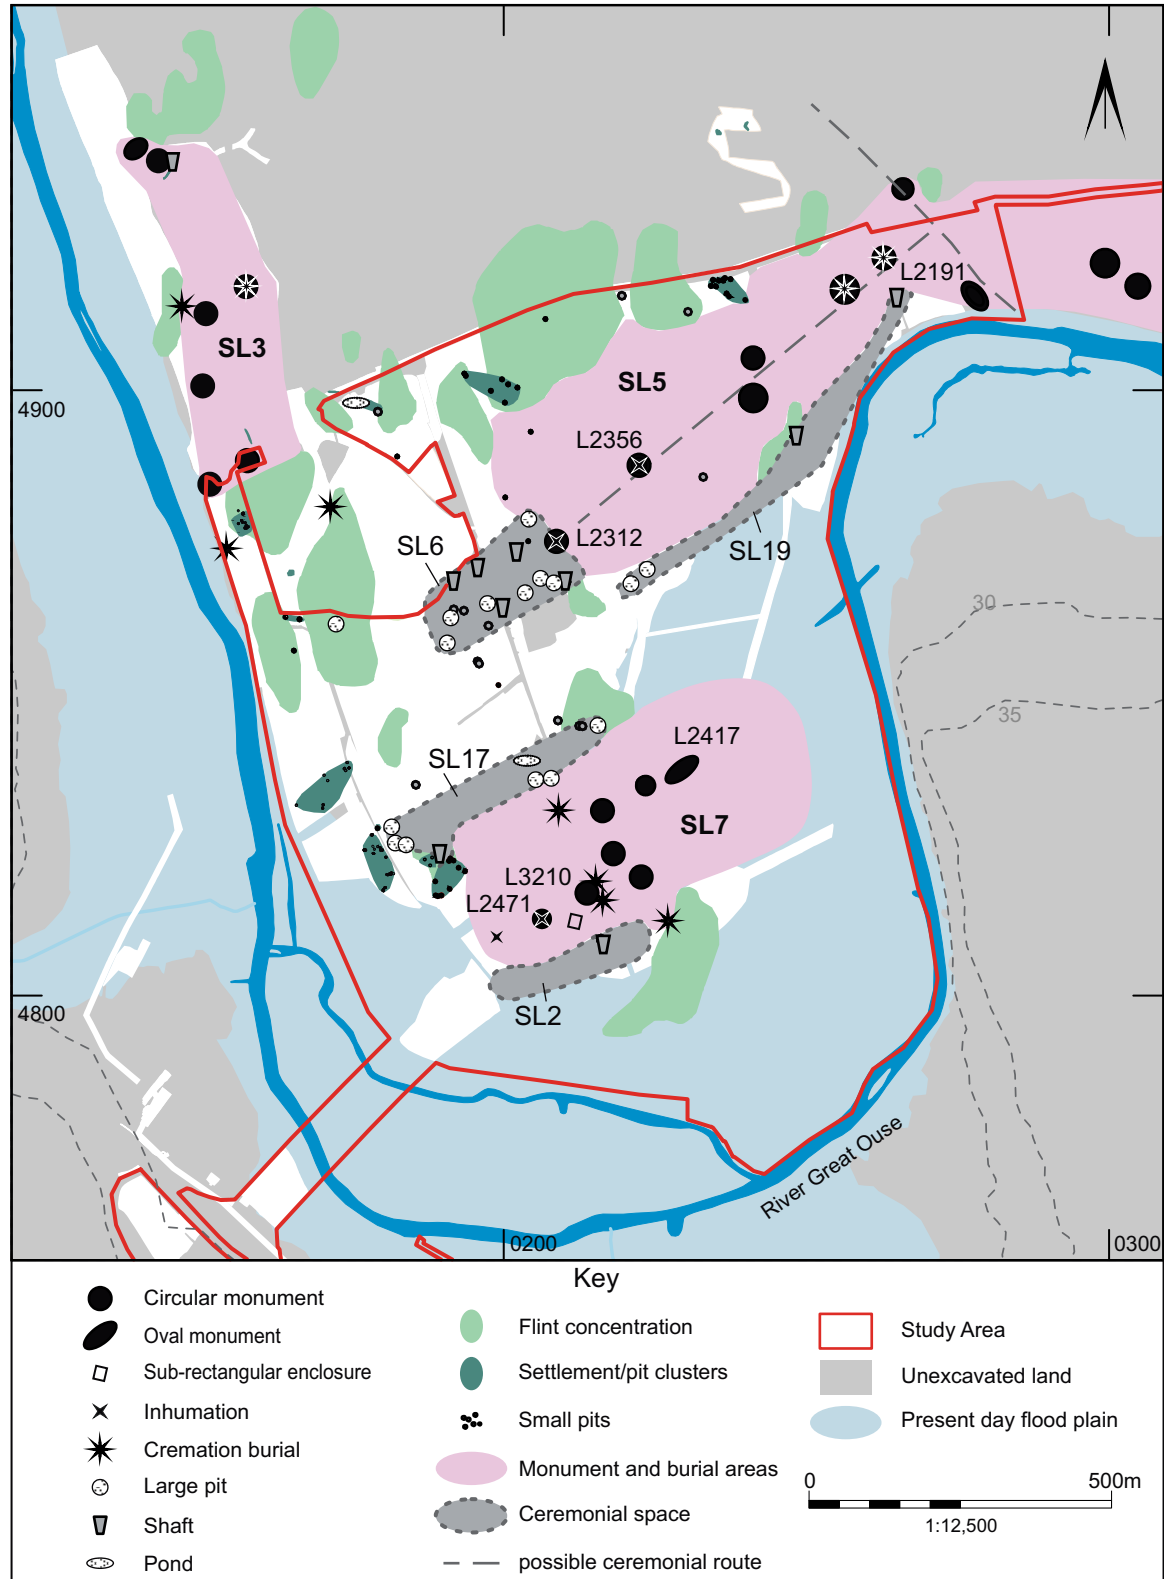 L2191
SL3
SL5
4900
L2356
L2312
SL6
SL19
30
35
L2417
SL17
SL7
L3210
L2471
4800
SL2
River Great Ouse
0200
0300
Key
Circular monument
Oval monument
Sub-rectangular enclosure
Inhumation
Cremation burial
Large pit
Shaft
Pond
Flint concentration
Settlement/pit clusters
Small pits
Monument and burial areas
Ceremonial space
possible ceremonial route
Study Area
Unexcavated land
Present day flood plain
0 500m
1:12,500